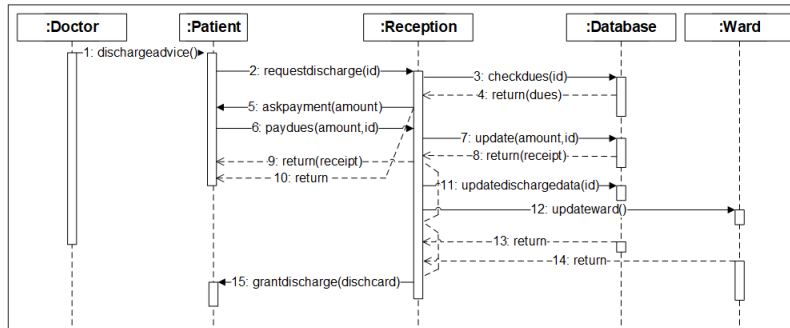 :Doctor :Patient :Reception :Database :Ward
1: dischargeadvice()
2: requestdischarge(id)
3: checkdues(id)
4: return(dues)
5: askpayment(amount)
6: paydues(amount,id)
7: update(amount,id)
8: return(receipt)
9: return(receipt)
10: return
11: updatedischargedata(id)
12: updateward()
13: return
14: return
15: grantdischarge(dischcard)